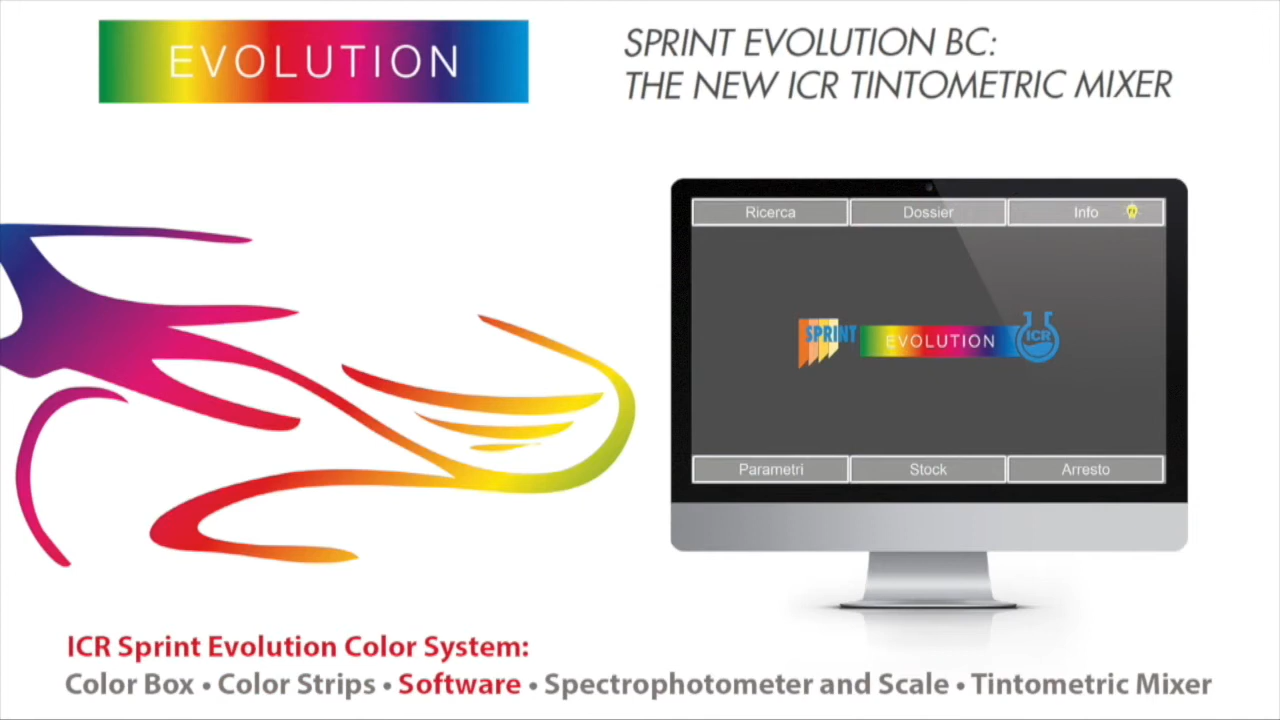 EVOLUTION
SPRINT EVOLUTION BC:
THE NEW ICR TINTOMETRIC MIXER
Ricerca
Dossier
Info
SPRINT
EVOLUTION
ICR
Parametri
Stock
Arresto
ICR Sprint Evolution Color System:
Color Box • Color Strips • Software • Spectrophotometer and Scale • Tintometric Mixer